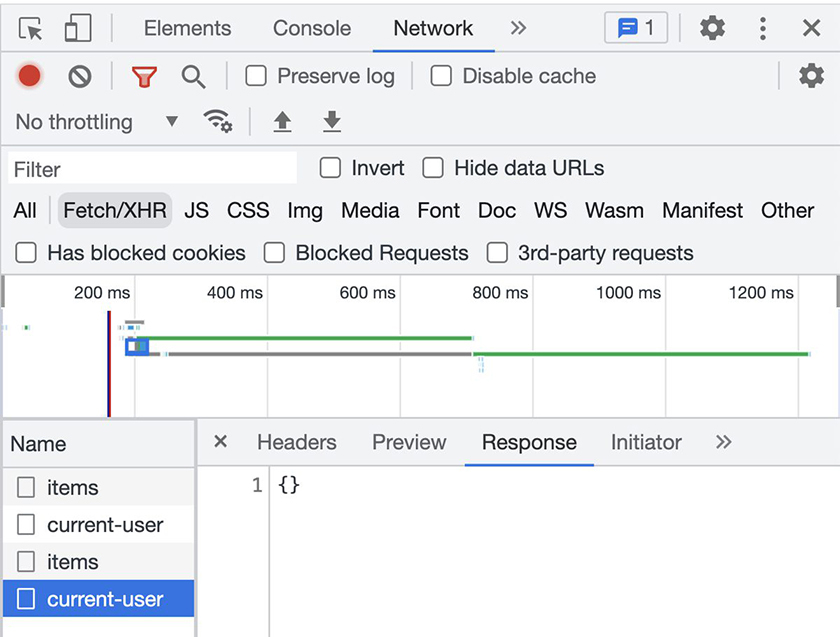 Elements Console Network » 1
Preserve log Disable cache
No throttling
Filter Invert Hide data URLs
All Fetch/XHR JS CSS Img Media Font Doc WS Wasm Manifest Other
Has blocked cookies Blocked Requests 3rd-party requests
200 ms 400 ms 600 ms 800 ms 1000 ms 1200 ms
Name × Headers Preview Response Initiator »
1 {}
items
current-user
items
current-user